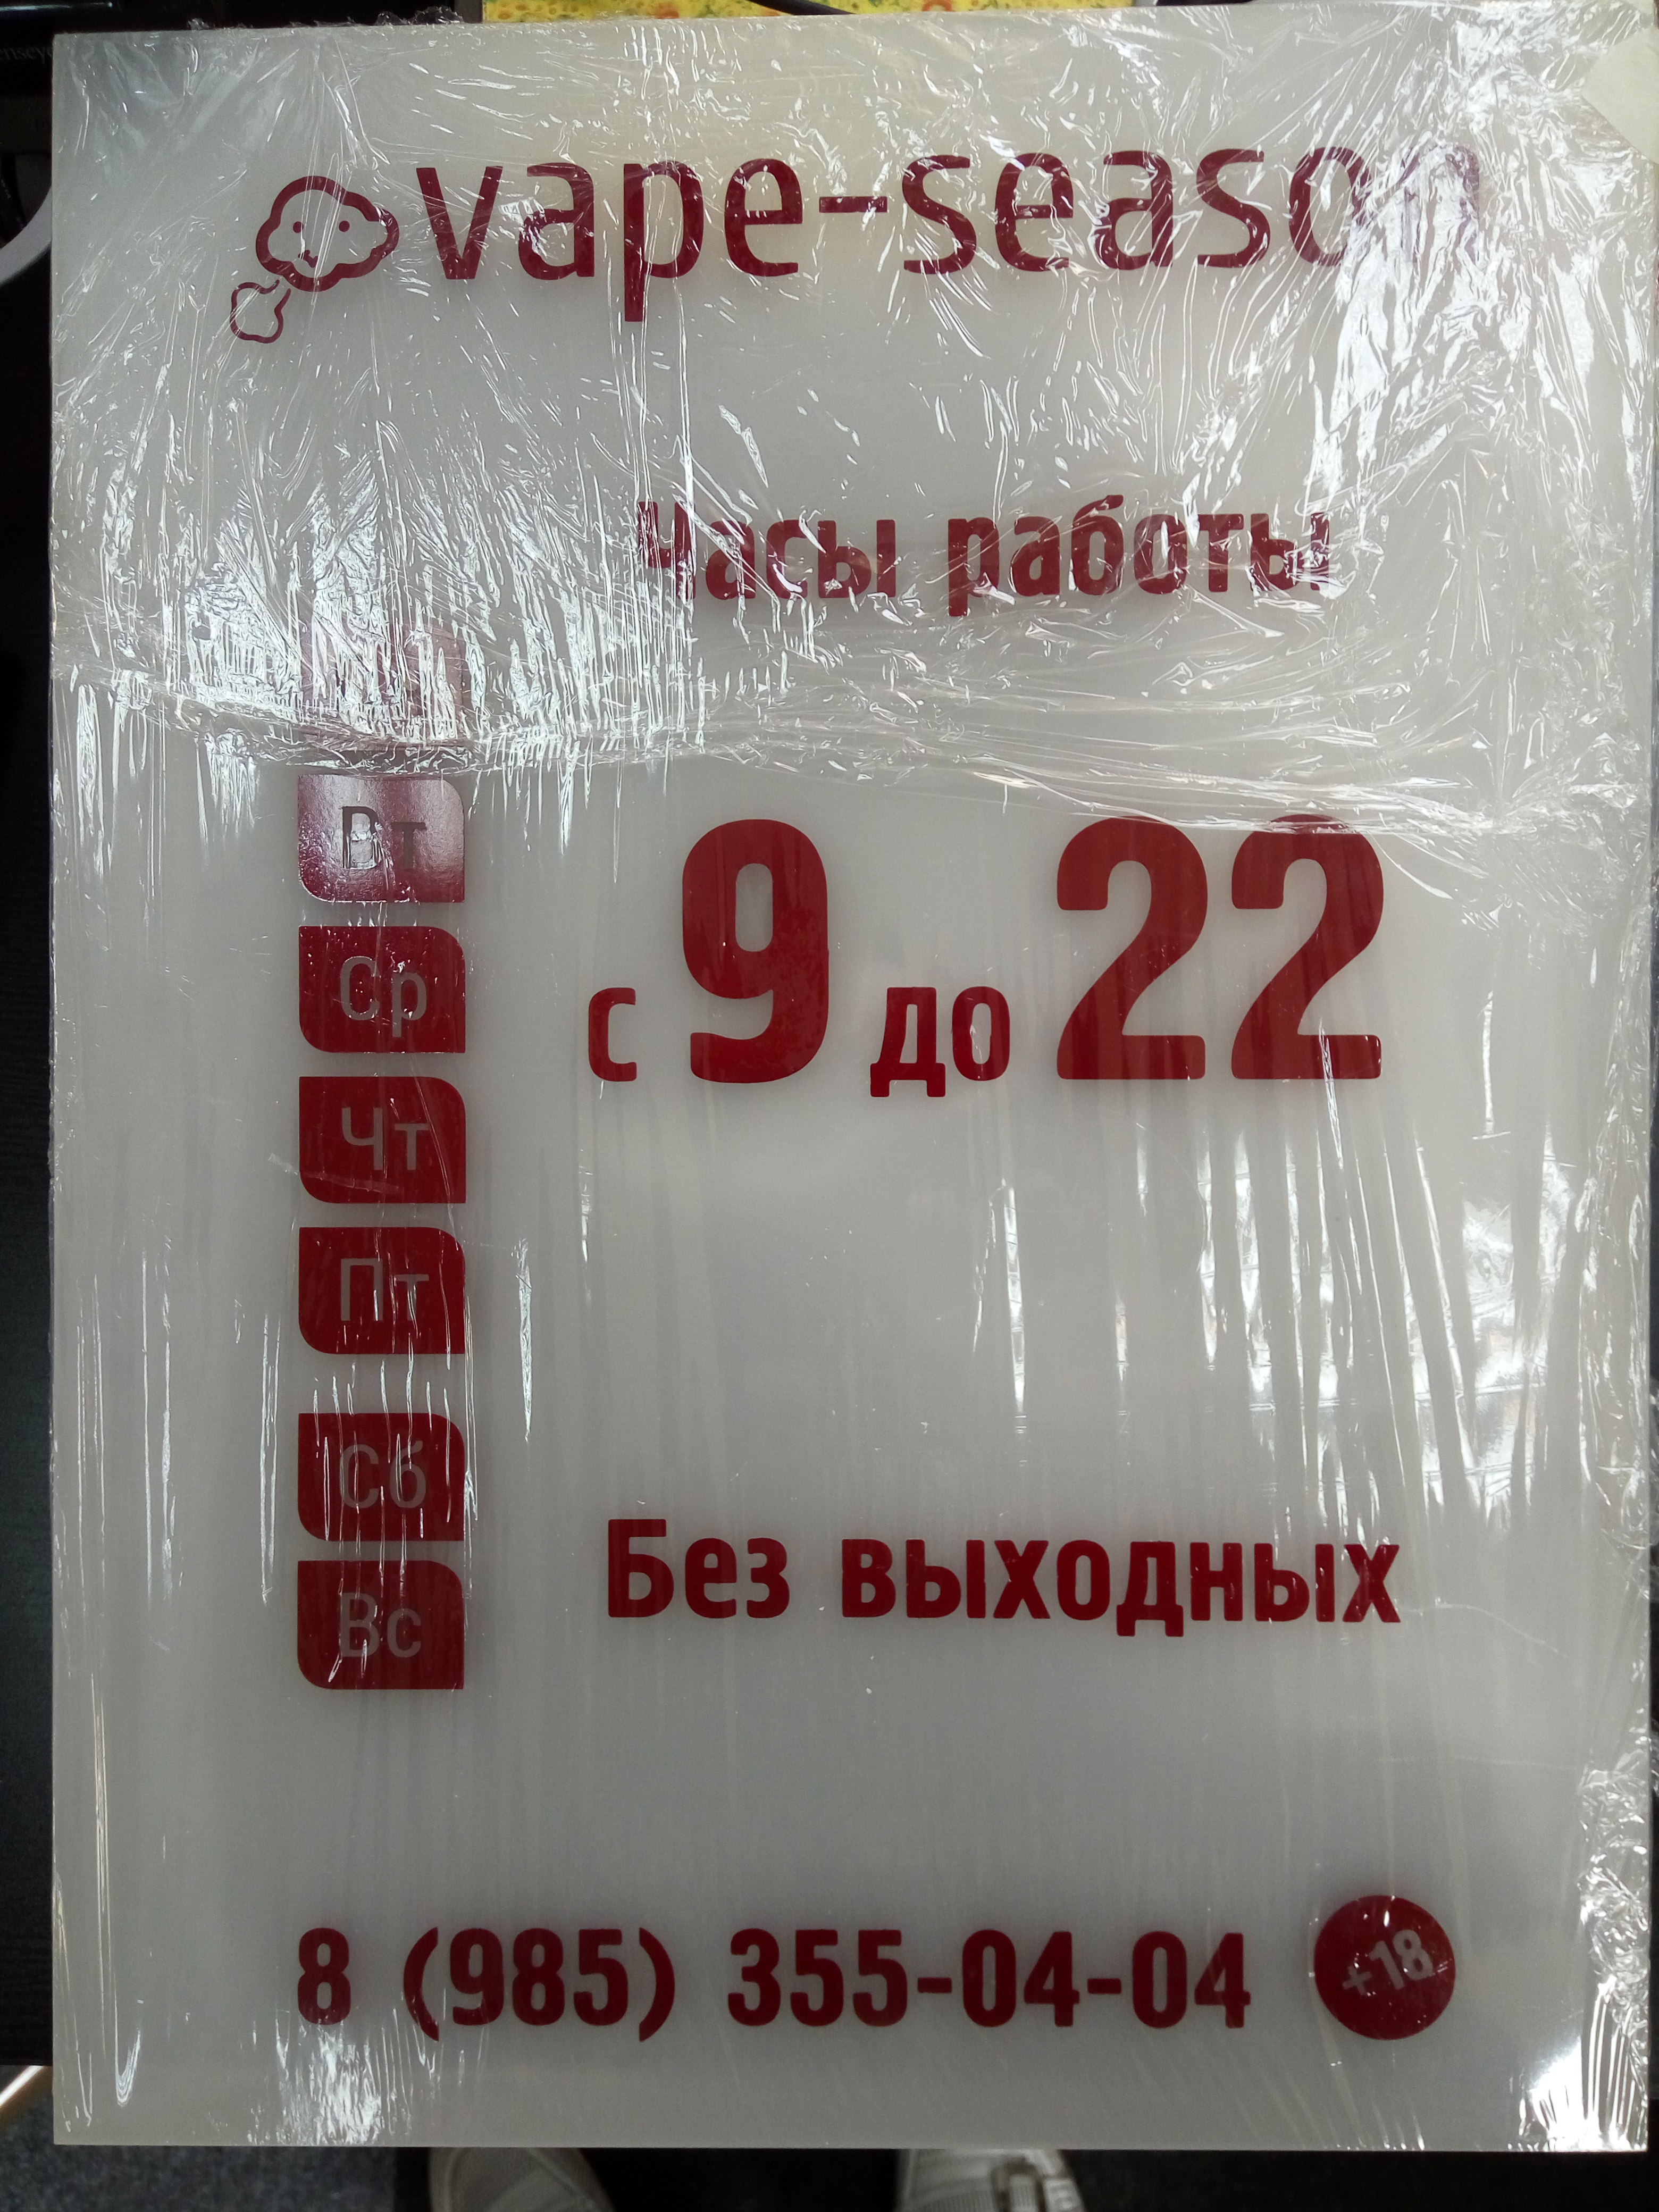 vape-season
Часы работы
Вт
Ср
с 9 до 22
Чт
Пт
Сб
Без выходных
Вс
8 (985) 355-04-04
+18